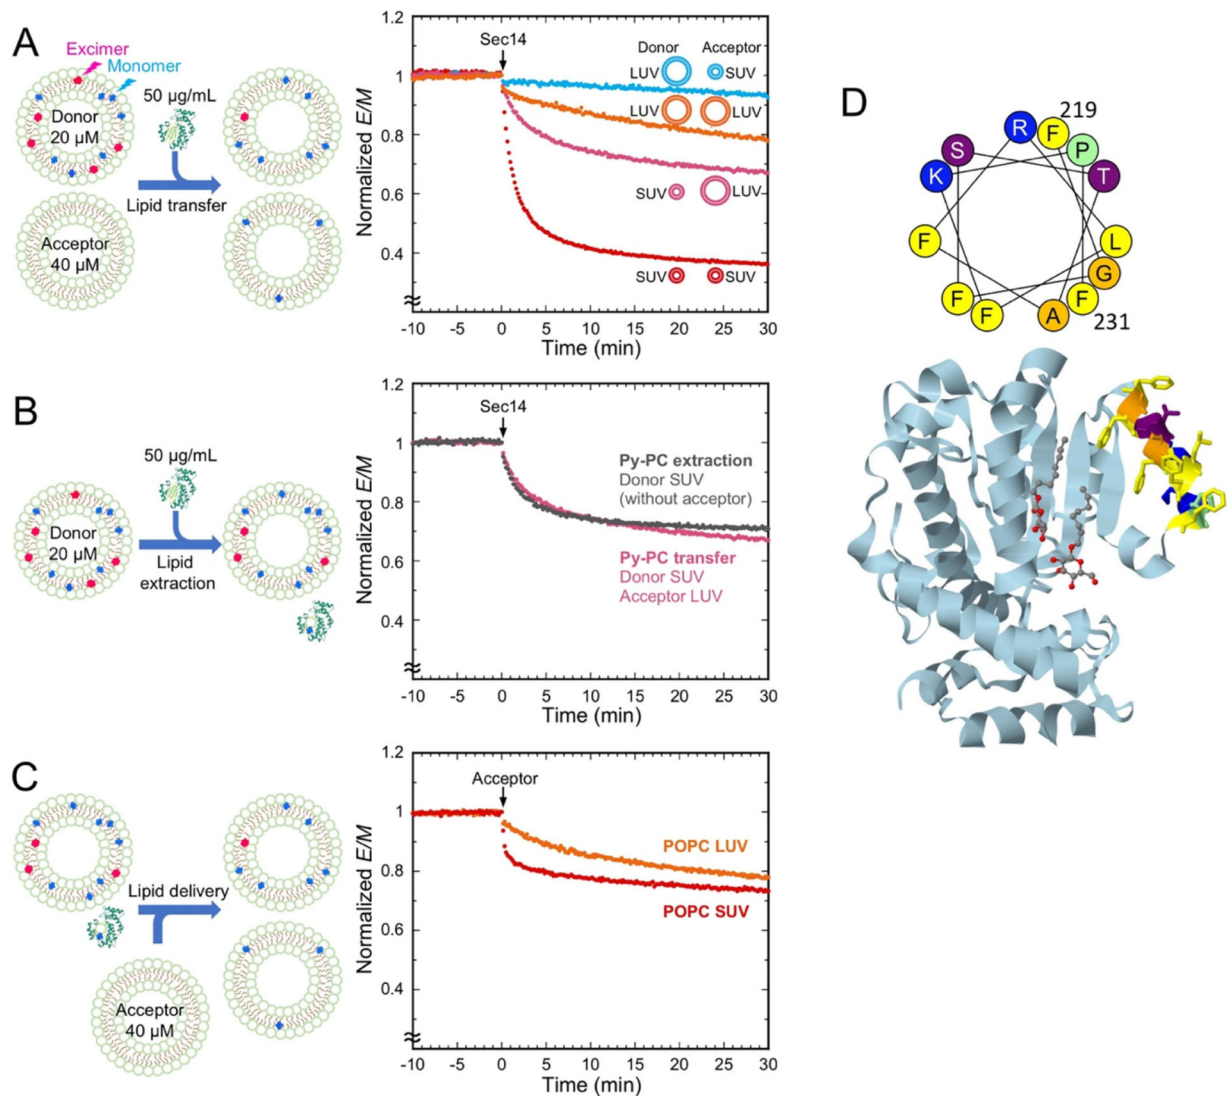 A
Excimer
Monomer
Donor
20 µM
50 µg/mL
Lipid transfer
Acceptor
40 µM
Normalized E/M
1.2
1
0.8
0.6
0.4
Sec14
Donor Acceptor
LUV SUV
LUV LUV
SUV LUV
SUV SUV
-10 -5 0 5 10 15 20 25 30
Time (min)
B
50 µg/mL
Donor
20 µM
Lipid
extraction
Normalized E/M
1.2
1
0.8
0.6
0.4
Sec14
Py-PC extraction
Donor SUV
(without acceptor)
Py-PC transfer
Donor SUV
Acceptor LUV
-10 -5 0 5 10 15 20 25 30
Time (min)
C
Lipid delivery
Acceptor
40 µM
Normalized E/M
1.2
1
0.8
0.6
0.4
Acceptor
POPC LUV
POPC SUV
-10 -5 0 5 10 15 20 25 30
Time (min)
D
219
R F
S P
K T
F L
G
F F
F A
231